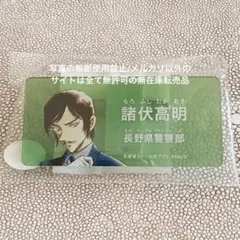 写真の無断使用禁止/メルカリ以外の
サイトは全て無許可の無在庫転売品
もろ ふし たか あき
諸伏高明
長野県警警部